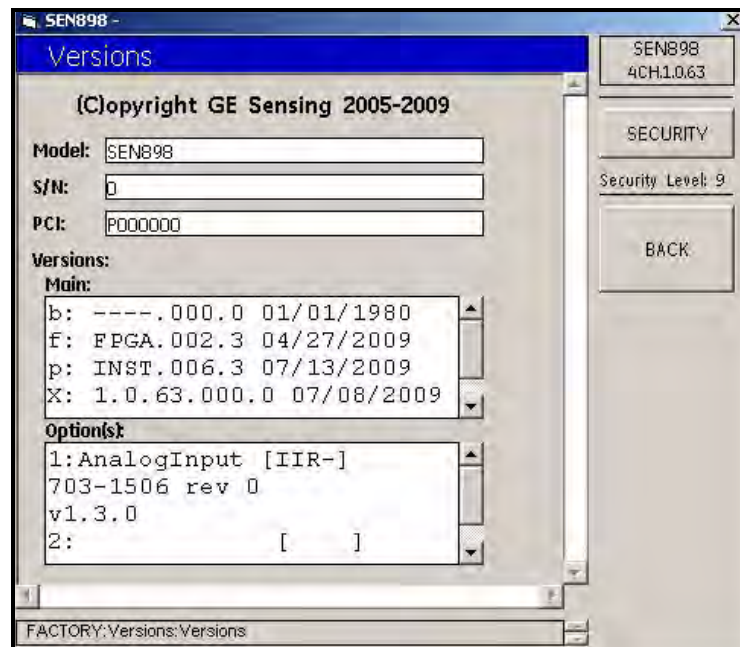 SEN898 -
Versions
(C)opyright GE Sensing 2005-2009
Model: SEN898
S/N: 0
PCI: P000000
Versions:
Main:
b: ----.000.0 01/01/1980
f: FPGA.002.3 04/27/2009
p: INST.006.3 07/13/2009
X: 1.0.63.000.0 07/08/2009
Option(s):
1:AnalogInput [IIR-]
703-1506 rev 0
v1.3.0
2: [ ]
FACTORY:Versions:Versions
SEN898
4CH.1.0.63
SECURITY
Security Level: 9
BACK